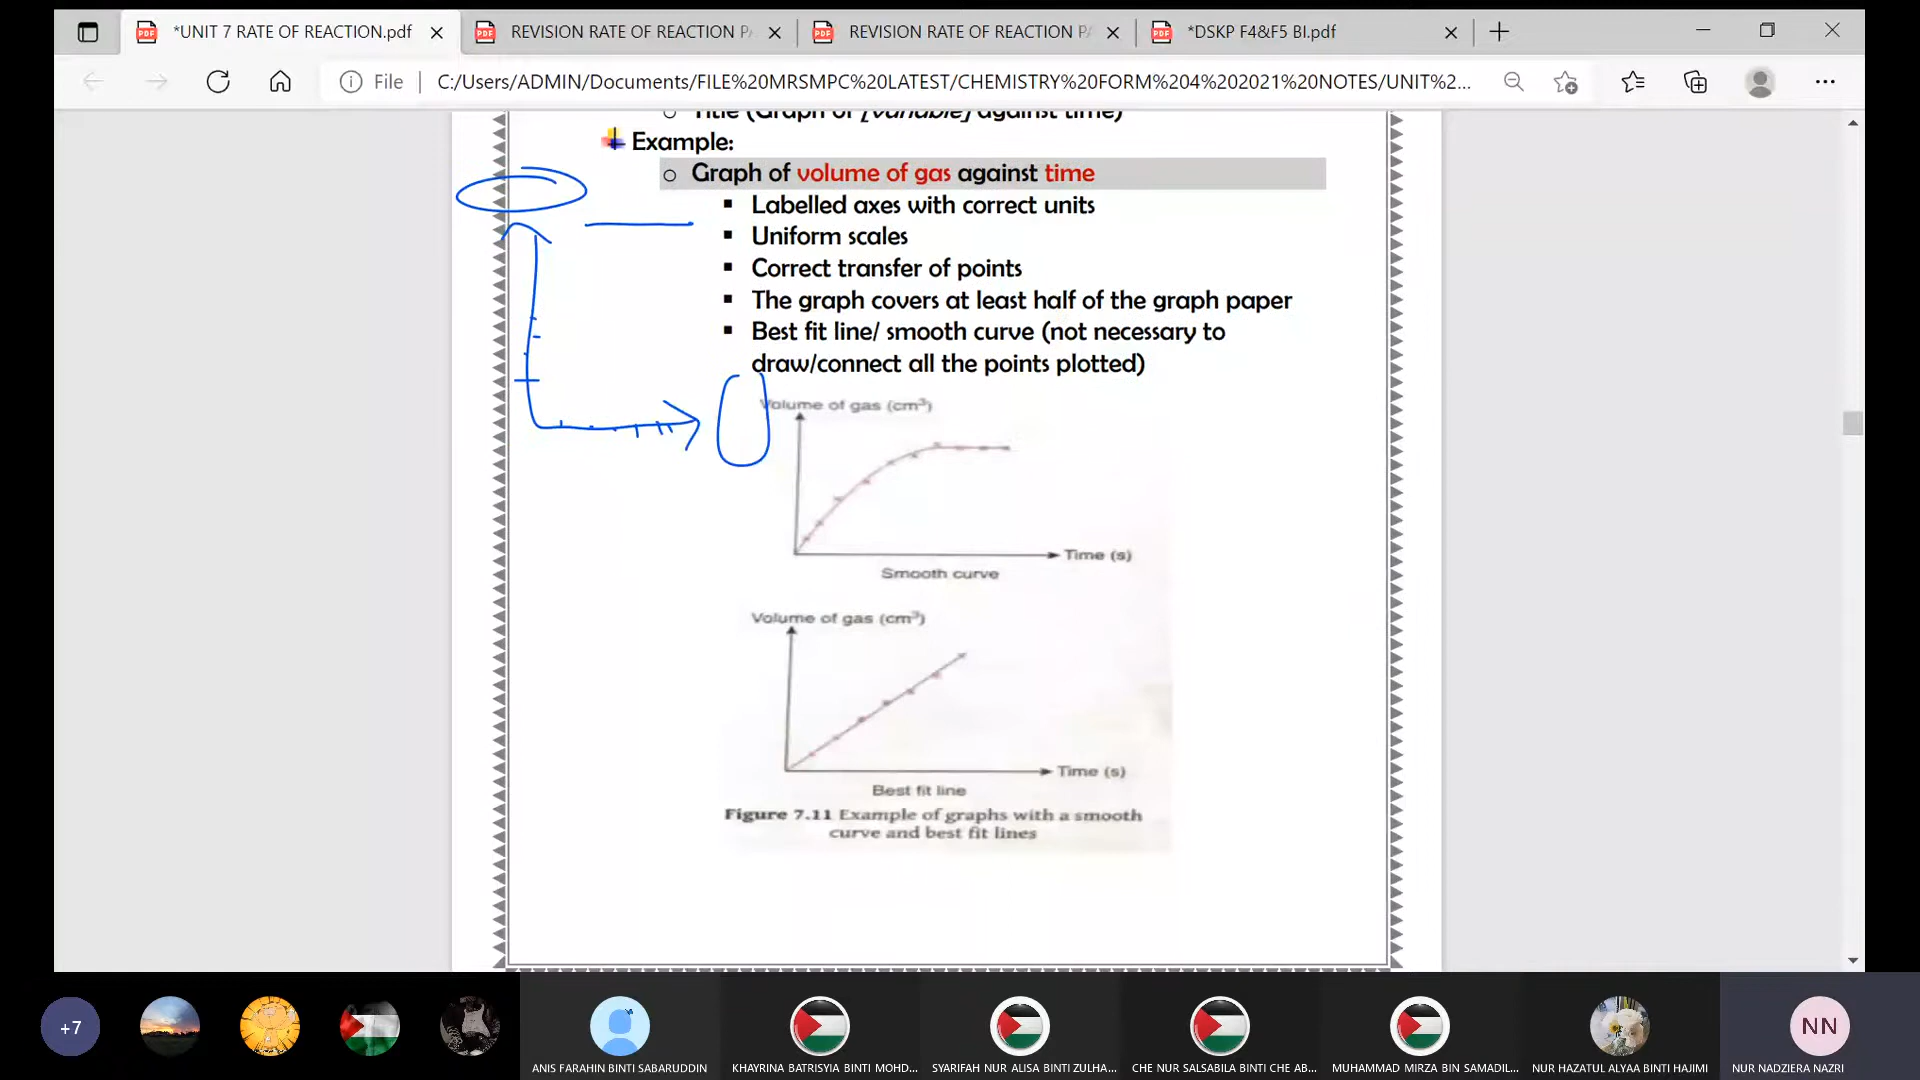 *UNIT 7 RATE OF REACTION.pdf
REVISION RATE OF REACTION P
REVISION RATE OF REACTION P
*DSKP F4&F5 BI.pdf
File
C:/Users/ADMIN/Documents/FILE%20MRSMPC%20LATEST/CHEMISTRY%20FORM%204%202021%20NOTES/UNIT%2...
Title (Graph of [variable] against time)
Example:
Graph of volume of gas against time
Labelled axes with correct units
Uniform scales
Correct transfer of points
The graph covers at least half of the graph paper
Best fit line/ smooth curve (not necessary to
draw/connect all the points plotted)
Volume of gas (cm³)
Time (s)
Smooth curve
Volume of gas (cm³)
Time (s)
Best fit line
Figure 7.11 Example of graphs with a smooth
curve and best fit lines
+7
NN
ANIS FARAHIN BINTI SABARUDDIN
KHAYRINA BATRISYIA BINTI MOHD...
SYARIFAH NUR ALISA BINTI ZULHA...
CHE NUR SALSABILA BINTI CHE AB...
MUHAMMAD MIRZA BIN SAMADIL...
NUR HAZATUL ALYAA BINTI HAJIMI
NUR NADZIERA NAZRI